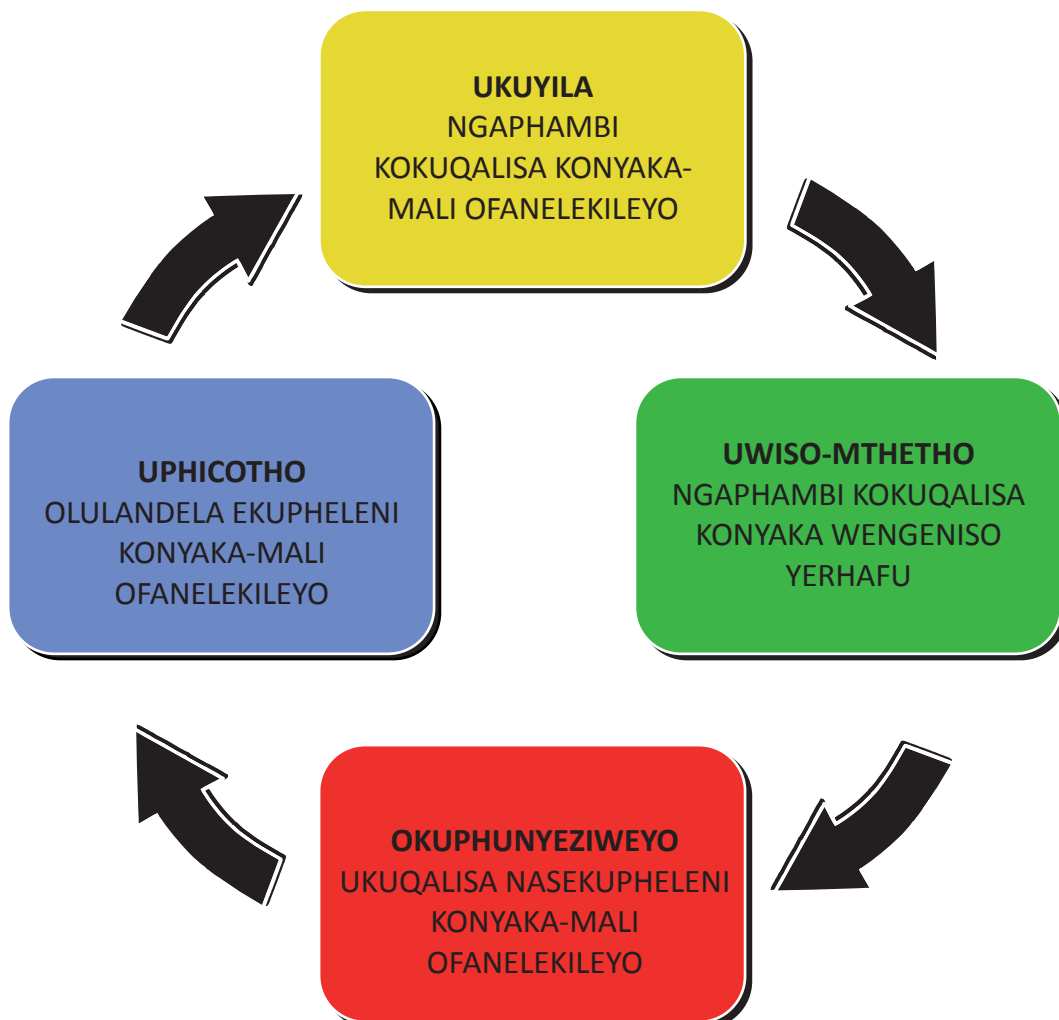 UKUYILA
NGAPHAMBI
KOKUQALISA KONYAKA-
MALI OFANELEKILEYO
UWISO-MTHETHO
NGAPHAMBI KOKUQALISA
KONYAKA WENGENISO
YERHAFU
OKUPHUNYEZIWEYO
UKUQALISA NASEKUPHELENI
KONYAKA-MALI
OFANELEKILEYO
UPHICOTHO
OLULANDELA EKUPHELENI
KONYAKA-MALI
OFANELEKILEYO